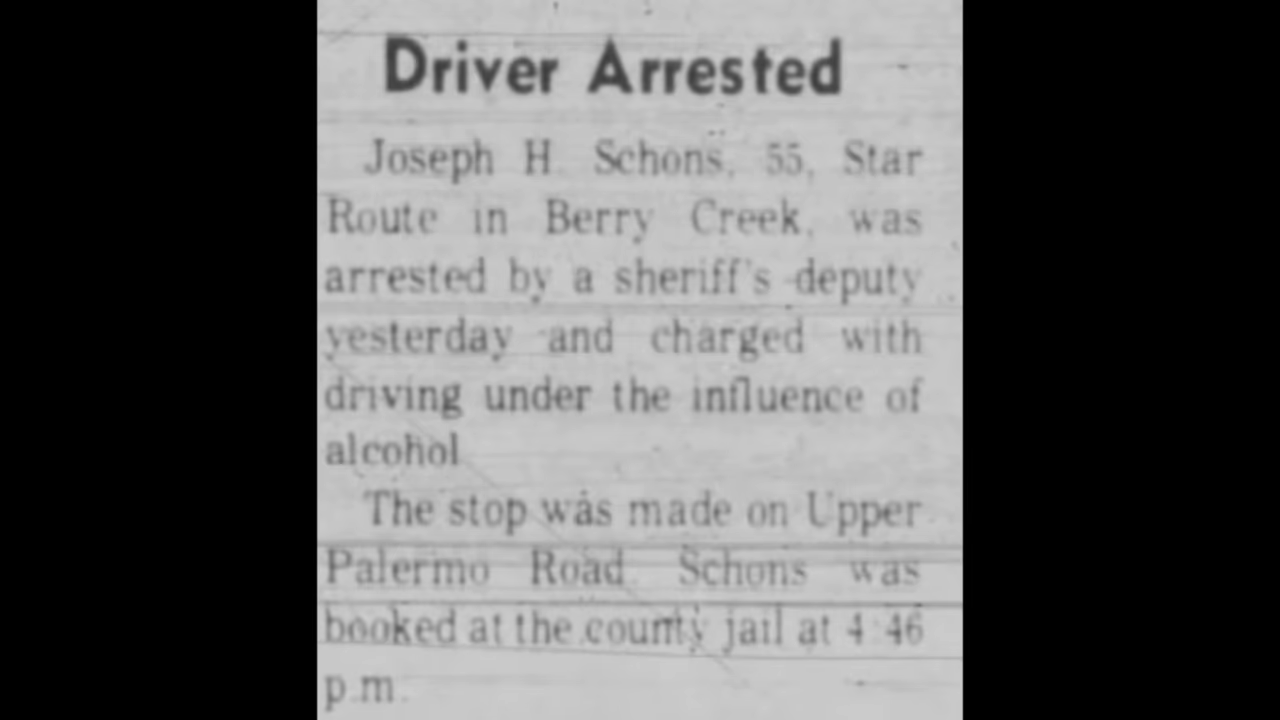 Driver Arrested
Joseph H. Schons, 55, Star
Route in Berry Creek, was
arrested by a sheriff's deputy
yesterday and charged with
driving under the influence of
alcohol
The stop was made on Upper
Palermo Road. Schons was
booked at the county jail at 4:46
p.m.